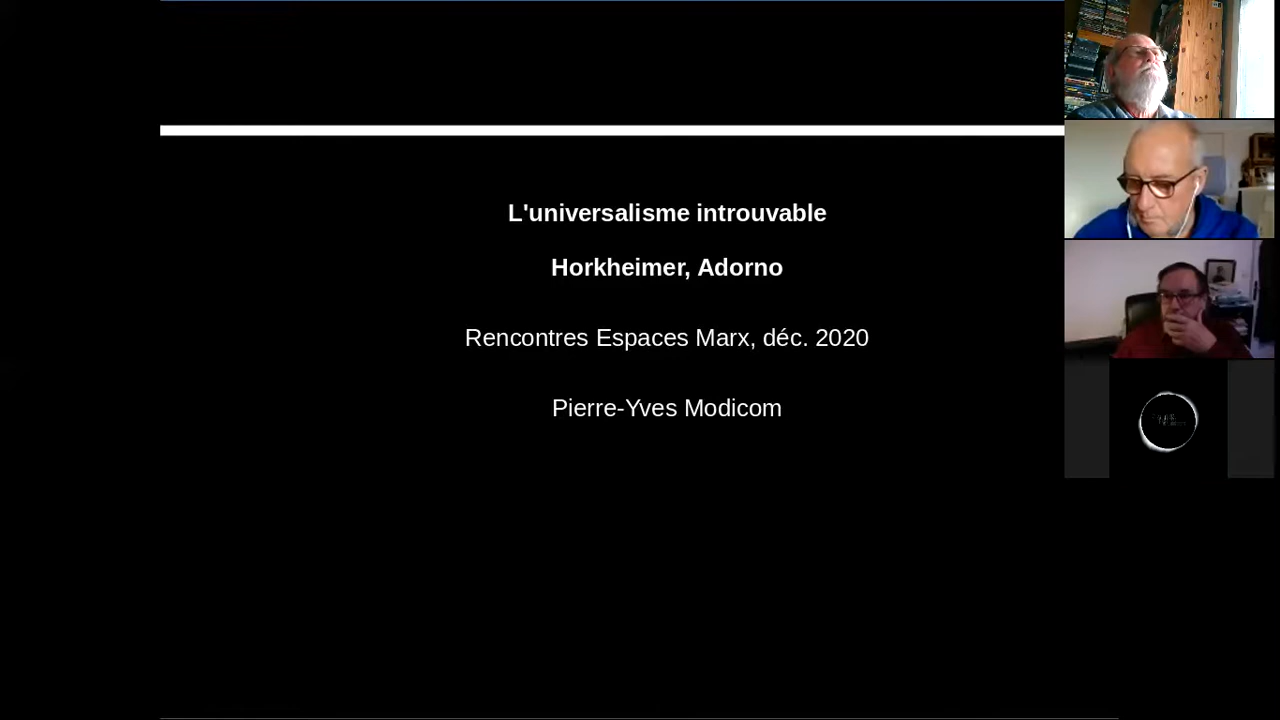 L'universalisme introuvable
Horkheimer, Adorno
Rencontres Espaces Marx, déc. 2020
Pierre-Yves Modicom